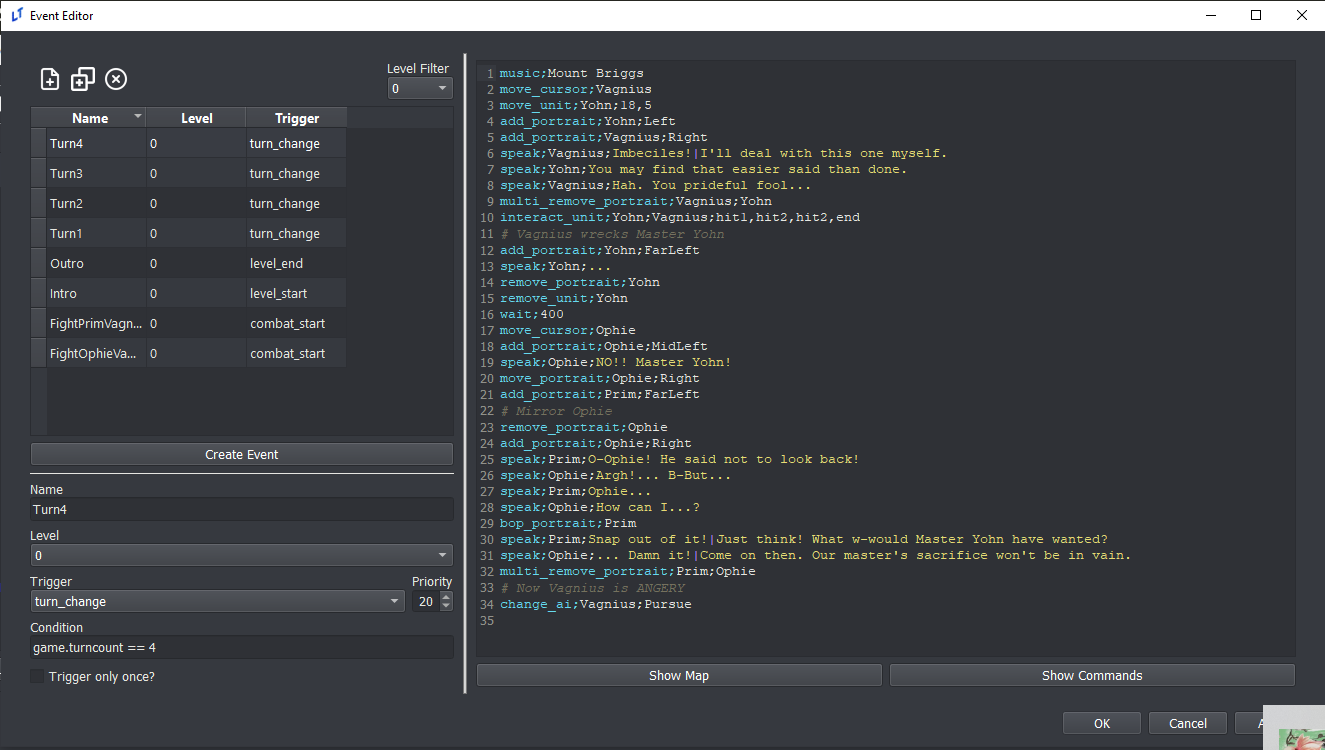 LT Event Editor
Level Filter
0
Name Level Trigger
Turn4 0 turn_change
Turn3 0 turn_change
Turn2 0 turn_change
Turn1 0 turn_change
Outro 0 level_end
Intro 0 level_start
FightPrimVagn... 0 combat_start
FightOphieVa... 0 combat_start
Create Event
Name
Turn4
Level
0
Trigger Priority
turn_change 20
Condition
game.turncount == 4
Trigger only once?
1 music;Mount Briggs
2 move_cursor;Vagnius
3 move_unit;Yohn;18,5
4 add_portrait;Yohn;Left
5 add_portrait;Vagnius;Right
6 speak;Vagnius;Imbeciles!|I'll deal with this one myself.
7 speak;Yohn;You may find that easier said than done.
8 speak;Vagnius;Hah. You prideful fool...
9 multi_remove_portrait;Vagnius;Yohn
10 interact_unit;Yohn;Vagnius;hit1,hit2,hit2,end
11 # Vagnius wrecks Master Yohn
12 add_portrait;Yohn;FarLeft
13 speak;Yohn;...
14 remove_portrait;Yohn
15 remove_unit;Yohn
16 wait;400
17 move_cursor;Ophie
18 add_portrait;Ophie;MidLeft
19 speak;Ophie;NO!! Master Yohn!
20 move_portrait;Ophie;Right
21 add_portrait;Prim;FarLeft
22 # Mirror Ophie
23 remove_portrait;Ophie
24 add_portrait;Ophie;Right
25 speak;Prim;O-Ophie! He said not to look back!
26 speak;Ophie;Argh!... B-But...
27 speak;Prim;Ophie...
28 speak;Ophie;How can I...?
29 bop_portrait;Prim
30 speak;Prim;Snap out of it!|Just think! What w-would Master Yohn have wanted?
31 speak;Ophie;... Damn it!|Come on then. Our master's sacrifice won't be in vain.
32 multi_remove_portrait;Prim;Ophie
33 # Now Vagnius is ANGERY
34 change_ai;Vagnius;Pursue
35
Show Map Show Commands
OK Cancel